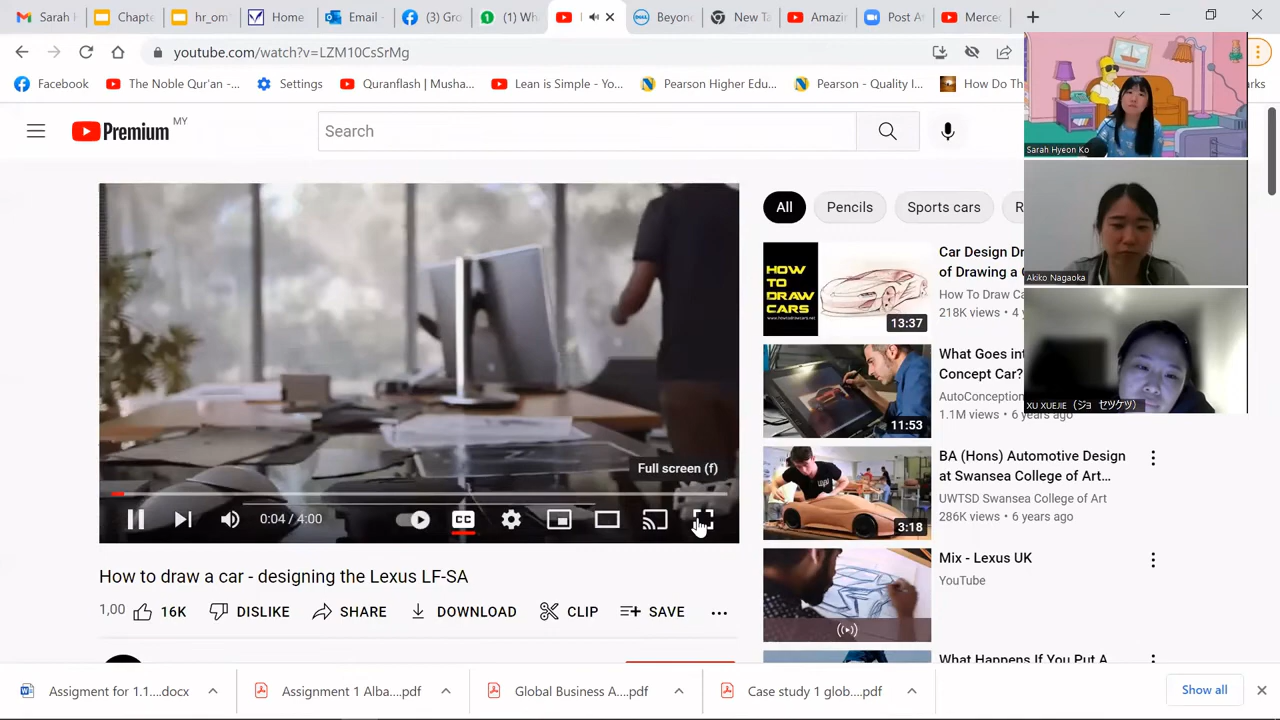 Sarah H
Chapte
hr_om
Home
Email -
(3) Gro
(1) W
Beyon
New Ta
Amazi
Post A
Merce
youtube.com/watch?v=LZM10CsSrMg
Facebook
The Noble Qur'an -...
Settings
Quranflash - Musha...
Lean is Simple - Yo...
Pearson Higher Edu...
Pearson - Quality I...
How Do Th
arks
Premium
MY
Search
Sarah Hyeon Ko
Akiko Nagaoka
XU XUEJIE（ジョ セツケツ）
All
Pencils
Sports cars
R
HOW
TO
DRAW
CARS
13:37
Car Design Dr
of Drawing a
How To Draw Ca
218K views • 4 y
11:53
What Goes int
Concept Car?
AutoConception
1.1M views • 6 years ago
3:18
BA (Hons) Automotive Design
at Swansea College of Art...
UWTSD Swansea College of Art
286K views • 6 years ago
Mix - Lexus UK
YouTube
What Happens If You Put A
Full screen (f)
0:04 / 4:00
CC
How to draw a car - designing the Lexus LF-SA
1,00
16K
DISLIKE
SHARE
DOWNLOAD
CLIP
SAVE
Assigment for 1.1....docx
Assignment 1 Alba....pdf
Global Business A....pdf
Case study 1 glob....pdf
Show all